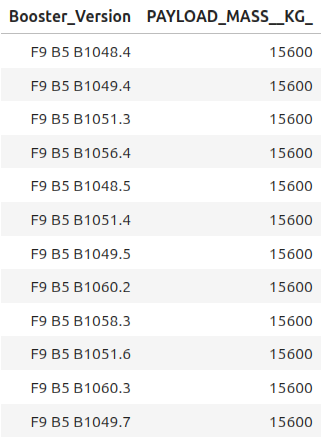 Booster_Version PAYLOAD_MASS__KG_
F9 B5 B1048.4 15600
F9 B5 B1049.4 15600
F9 B5 B1051.3 15600
F9 B5 B1056.4 15600
F9 B5 B1048.5 15600
F9 B5 B1051.4 15600
F9 B5 B1049.5 15600
F9 B5 B1060.2 15600
F9 B5 B1058.3 15600
F9 B5 B1051.6 15600
F9 B5 B1060.3 15600
F9 B5 B1049.7 15600